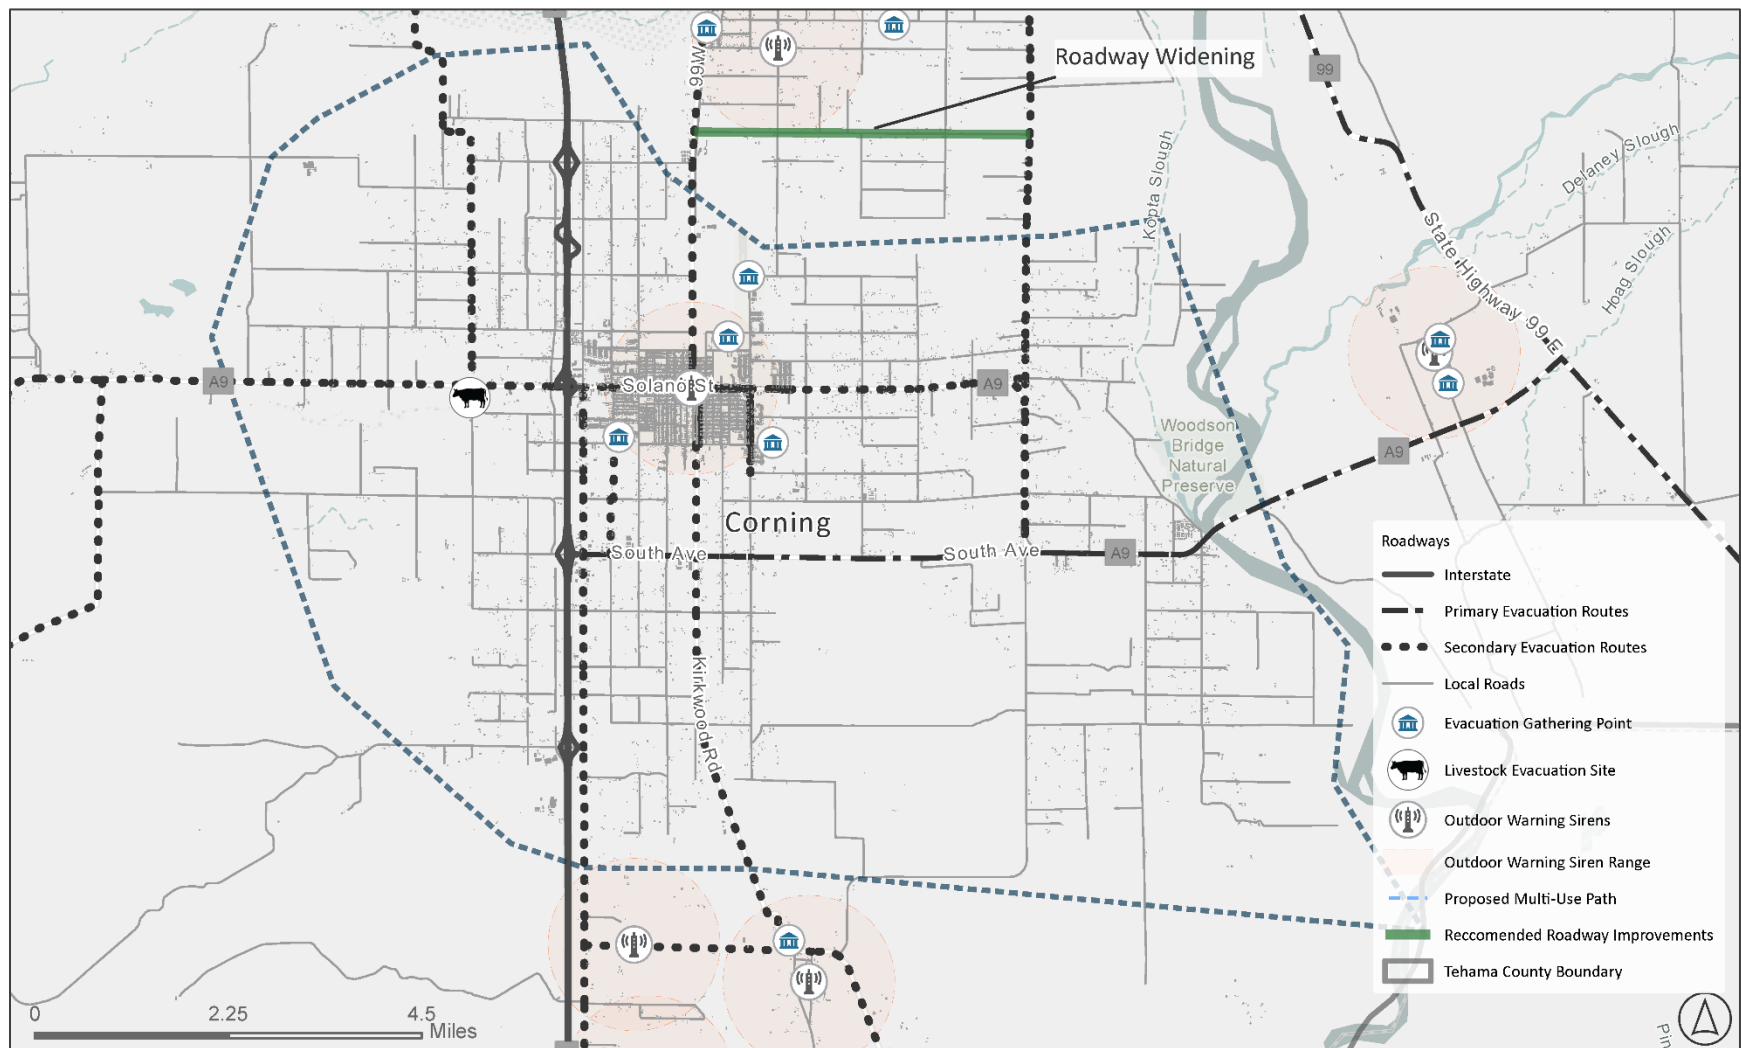 Roadway Widening
99W
99
Kopta Slough
Delaney Slough
Hoag Slough
State Highway 99 E
A9
Solano St
A9
A9
Woodson
Bridge
Natural
Preserve
Corning
South Ave
South Ave
A9
Kirkwood Rd
Roadways
Interstate
Primary Evacuation Routes
Secondary Evacuation Routes
Local Roads
Evacuation Gathering Point
Livestock Evacuation Site
Outdoor Warning Sirens
Outdoor Warning Siren Range
Proposed Multi-Use Path
Reccomended Roadway Improvements
Tehama County Boundary
0
2.25
4.5
Miles
Pin